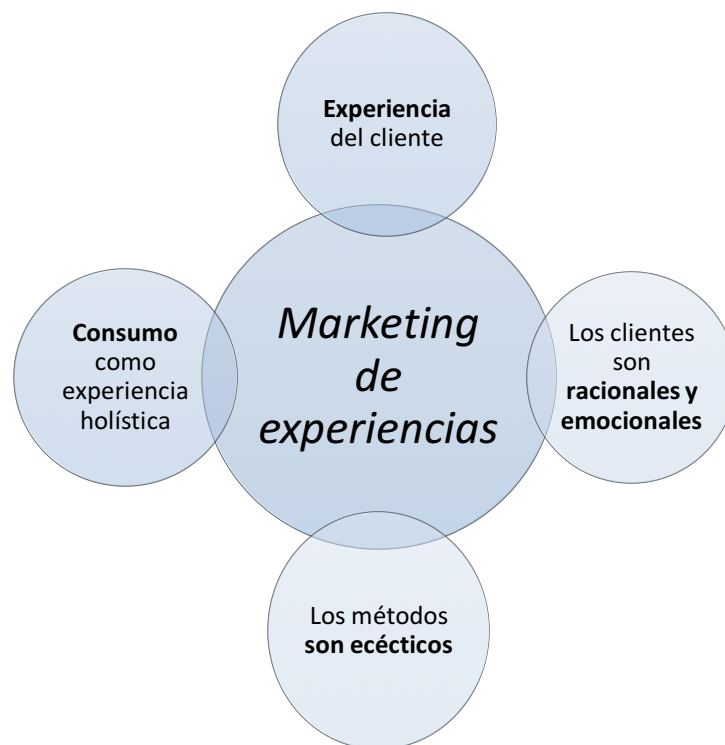 Experiencia
del cliente
Marketing
de
experiencias
Consumo
como
experiencia
holística
Los clientes
son
racionales y
emocionales
Los métodos
son ecécticos